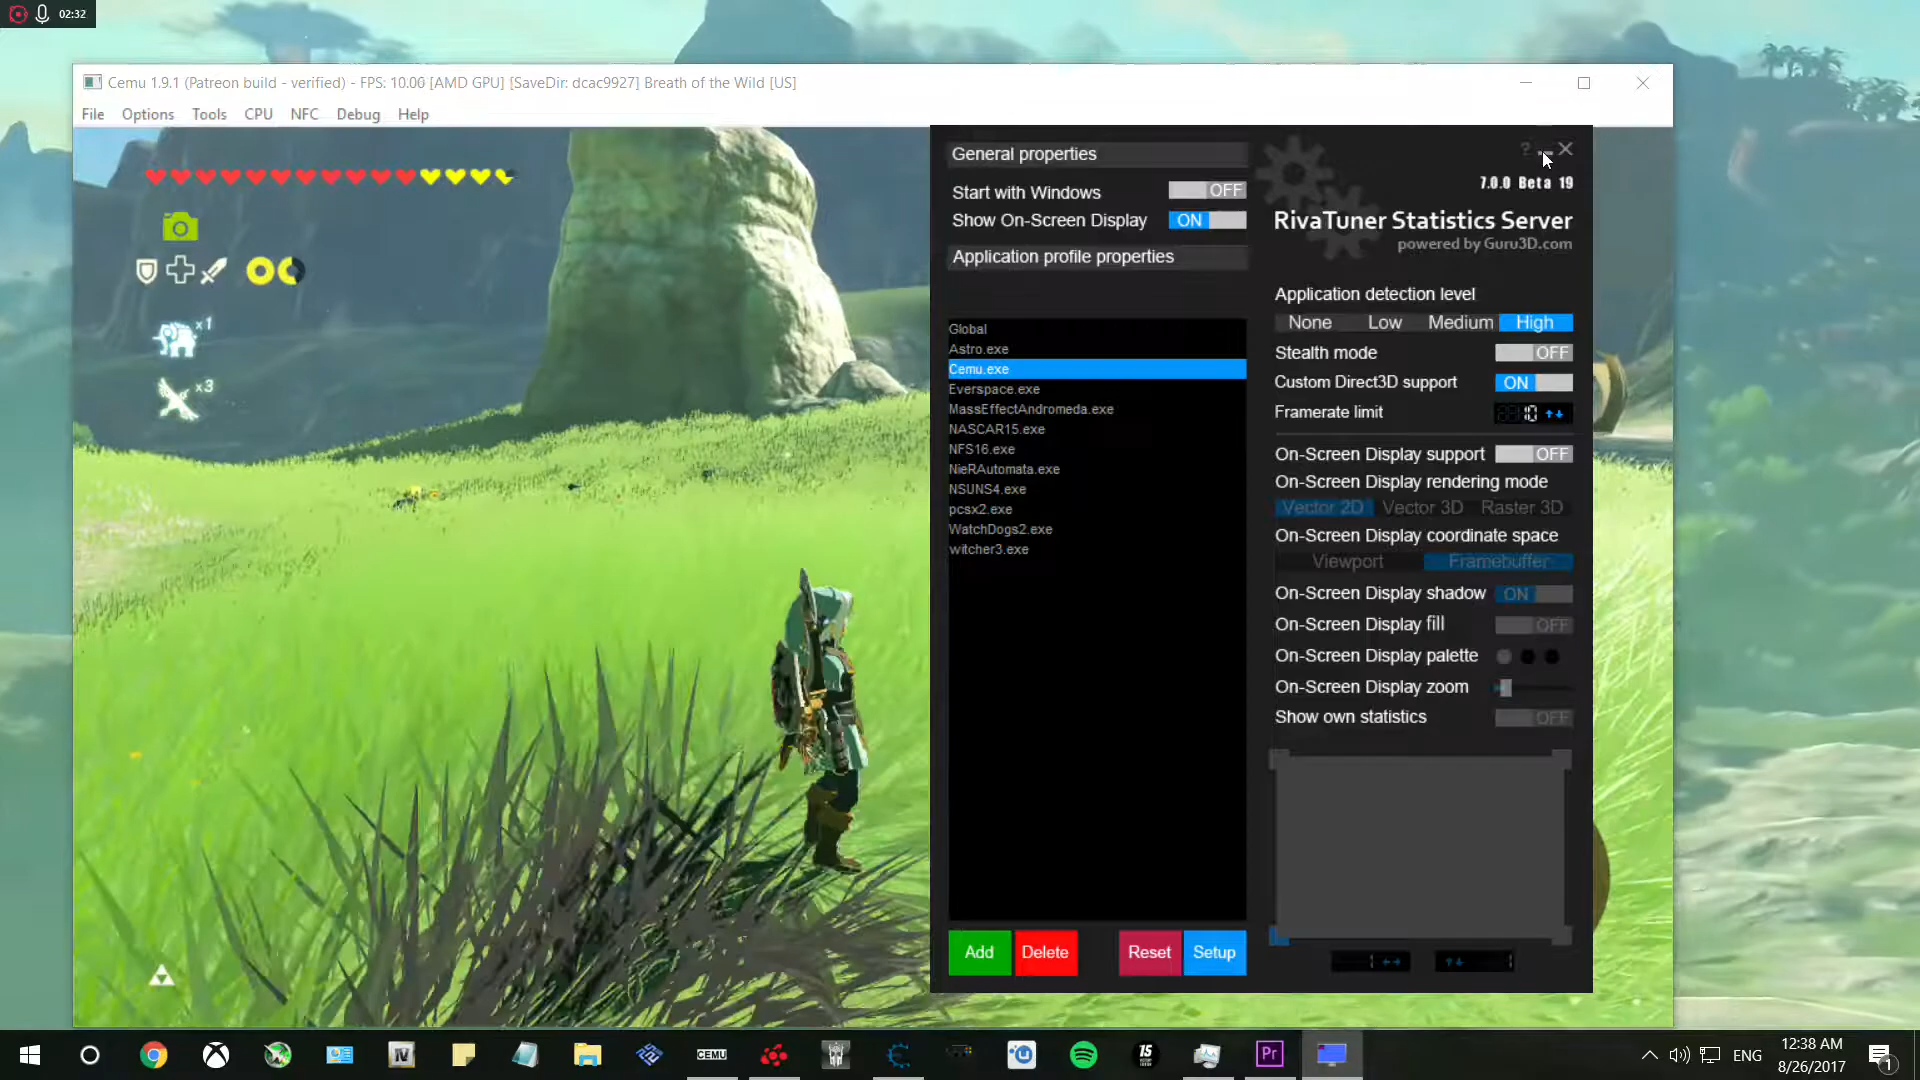 02:32
Cemu 1.9.1 (Patreon build - verified) - FPS: 10.00 [AMD GPU] [SaveDir: dcac9927] Breath of the Wild [US]
File Options Tools CPU NFC Debug Help
x1
x3
General properties
Start with Windows OFF
Show On-Screen Display ON
Application profile properties
Global
Astro.exe
Cemu.exe
Everspace.exe
MassEffectAndromeda.exe
NASCAR15.exe
NFS16.exe
NieRAutomata.exe
NSUNS4.exe
pcsx2.exe
WatchDogs2.exe
witcher3.exe
Add Delete Reset Setup
?
7.0.0 Beta 19
RivaTuner Statistics Server
powered by Guru3D.com
Application detection level
None Low Medium High
Stealth mode OFF
Custom Direct3D support ON
Framerate limit 10
On-Screen Display support OFF
On-Screen Display rendering mode
Vector 2D Vector 3D Raster 3D
On-Screen Display coordinate space
Viewport Framebuffer
On-Screen Display shadow ON
On-Screen Display fill OFF
On-Screen Display palette
On-Screen Display zoom
Show own statistics OFF
1 1
IV CEMU 15 Pr ENG
12:38 AM
8/26/2017
1